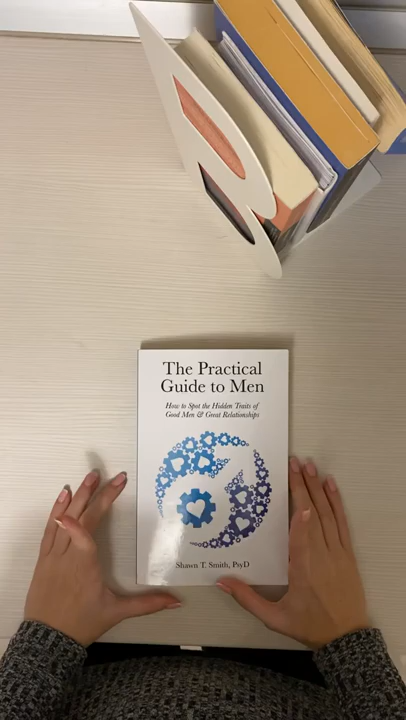 The Practical
Guide to Men
How to Spot the Hidden Traits of
Good Men & Great Relationships
Shawn T. Smith, PsyD